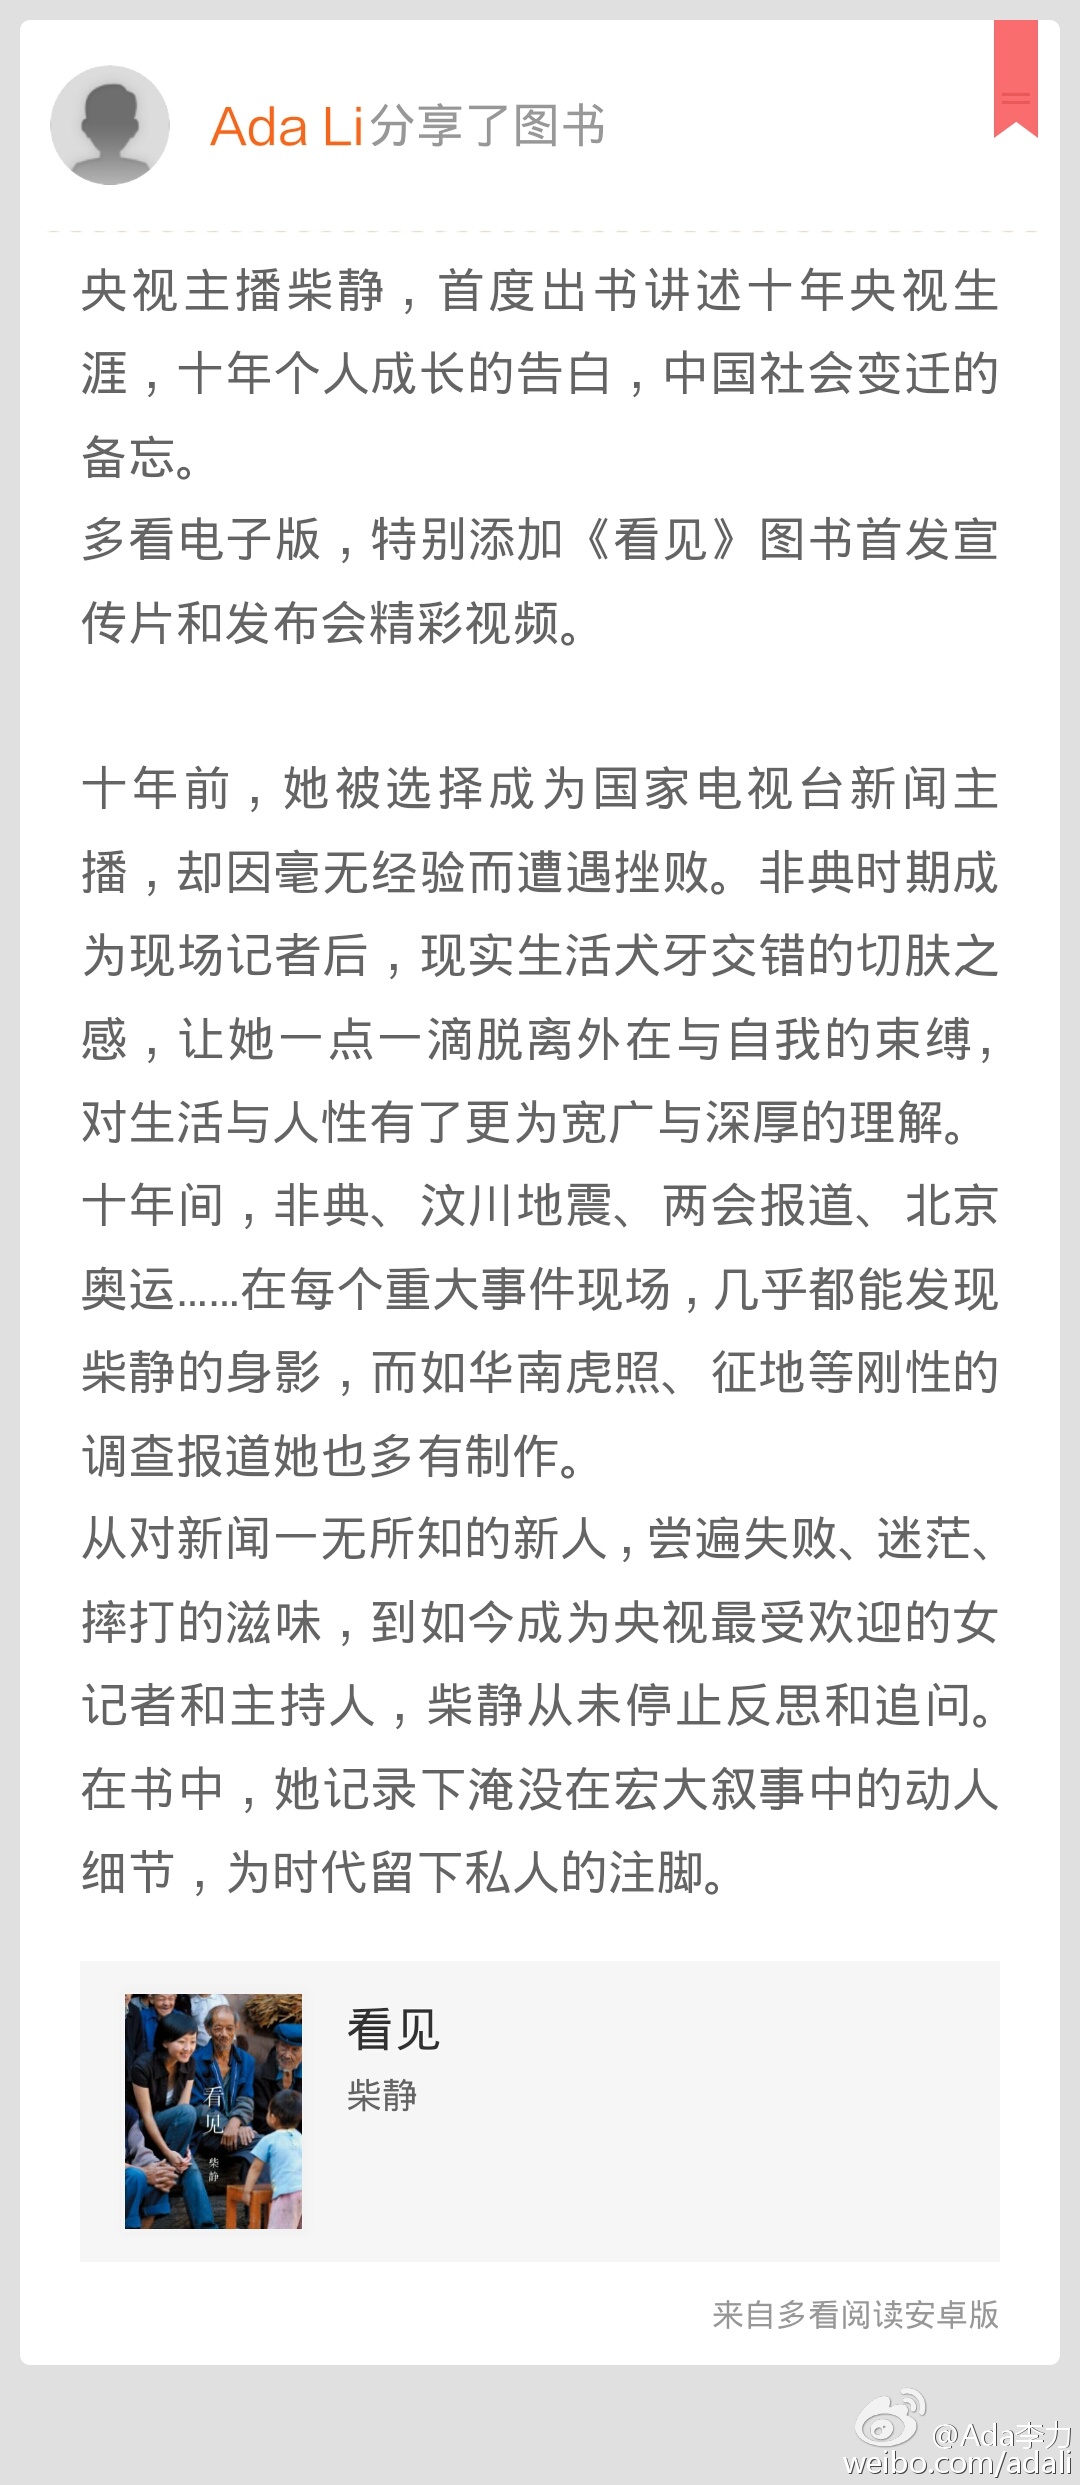 Ada Li分享了图书
央视主播柴静，首度出书讲述十年央视生
涯，十年个人成长的告白，中国社会变迁的
备忘。
多看电子版，特别添加《看见》图书首发宣
传片和发布会精彩视频。
十年前，她被选择成为国家电视台新闻主
播，却因毫无经验而遭遇挫败。非典时期成
为现场记者后，现实生活犬牙交错的切肤之
感，让她一点一滴脱离外在与自我的束缚，
对生活与人性有了更为宽广与深厚的理解。
十年间，非典、汶川地震、两会报道、北京
奥运……在每个重大事件现场，几乎都能发现
柴静的身影，而如华南虎照、征地等刚性的
调查报道她也多有制作。
从对新闻一无所知的新人，尝遍失败、迷茫、
摔打的滋味，到如今成为央视最受欢迎的女
记者和主持人，柴静从未停止反思和追问。
在书中，她记录下淹没在宏大叙事中的动人
细节，为时代留下私人的注脚。
看见
柴静
看见
柴静
来自多看阅读安卓版
@Ada李力
weibo.com/adali